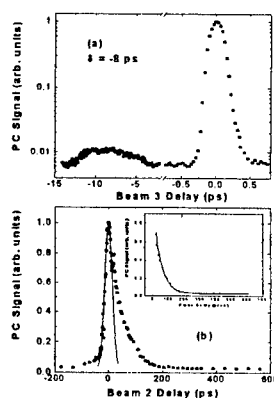 PC Signal (arb. units)
1
0.1
0.01
(a)
δ = -8 ps
-15
-10
-5
-0.5
0.0
0.5
Beam 3 Delay (ps)
PC Signal (arb. units)
1.0
0.8
0.6
0.4
0.2
0.0
(b)
-200
0
200
400
600
Beam 2 Delay (ps)